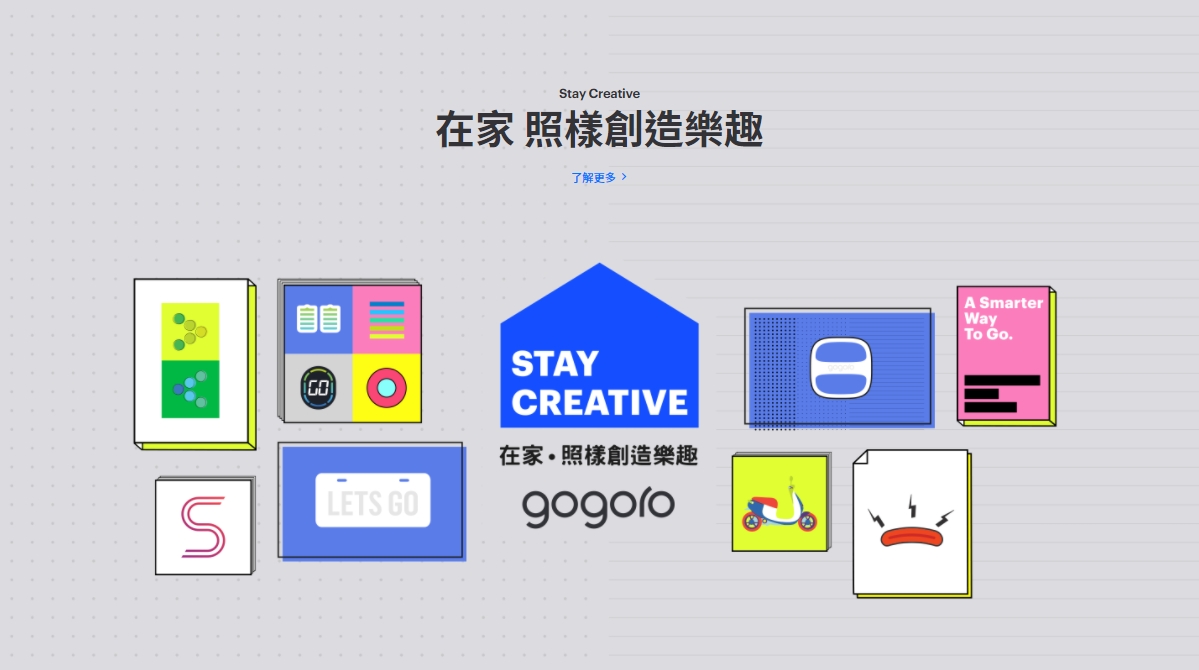 Stay Creative
在家 照樣創造樂趣
了解更多
GO
LETS GO
STAY
CREATIVE
在家•照樣創造樂趣
gogoro
gogoro
A Smarter
Way
To Go.